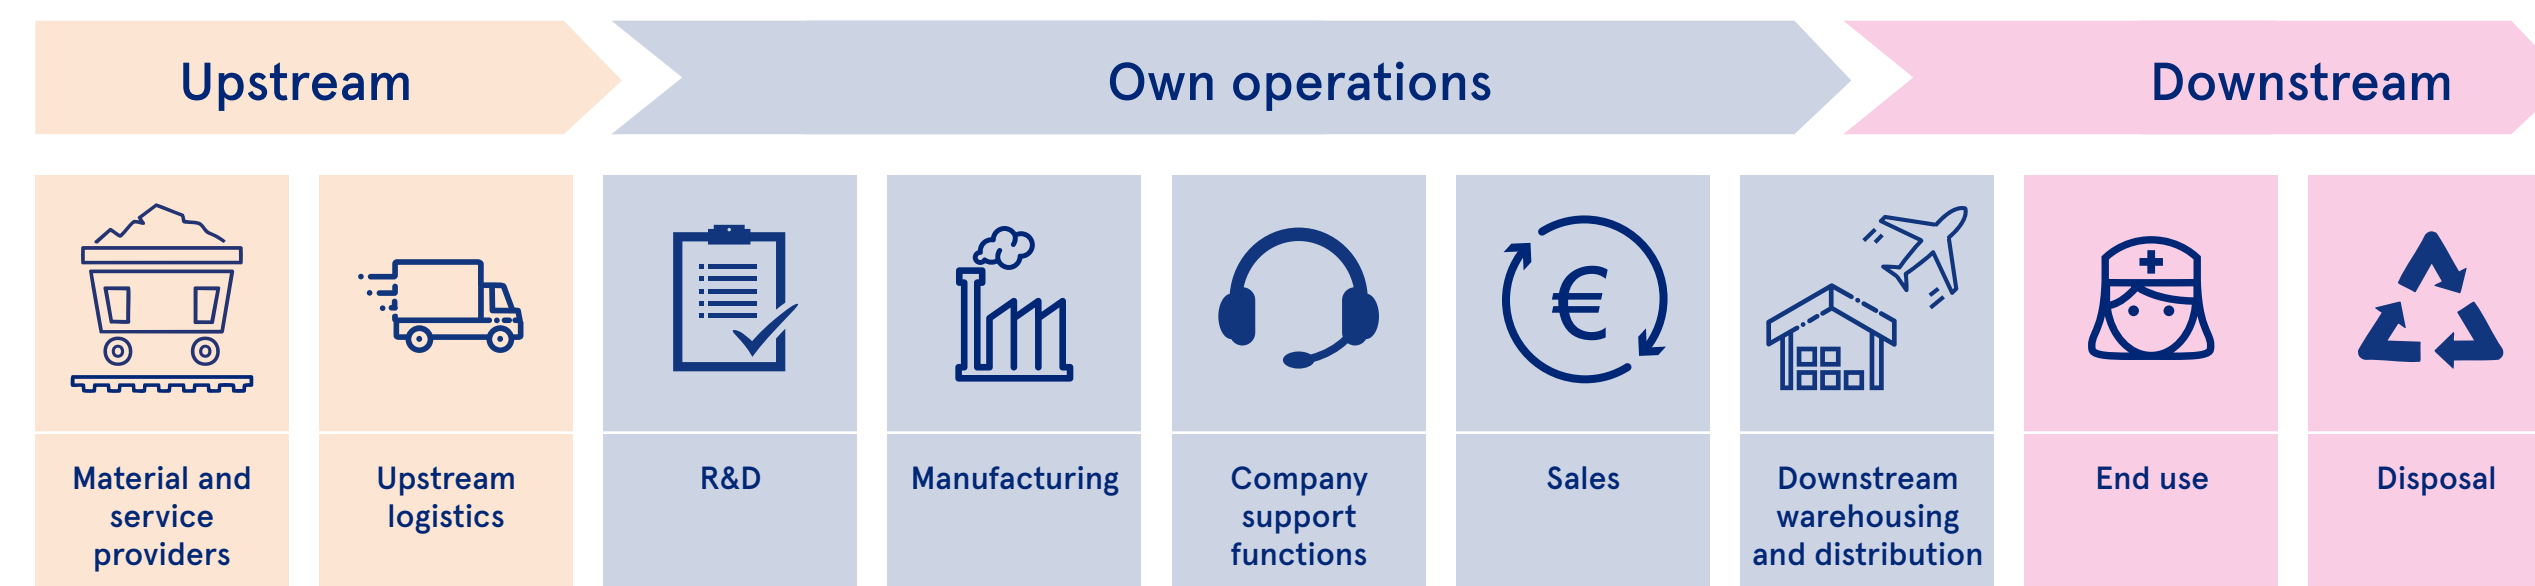 Upstream
Own operations
Downstream
Material and
service
providers
Upstream
logistics
R&D
Manufacturing
Company
support
functions
€
Sales
Downstream
warehousing
and distribution
End use
Disposal